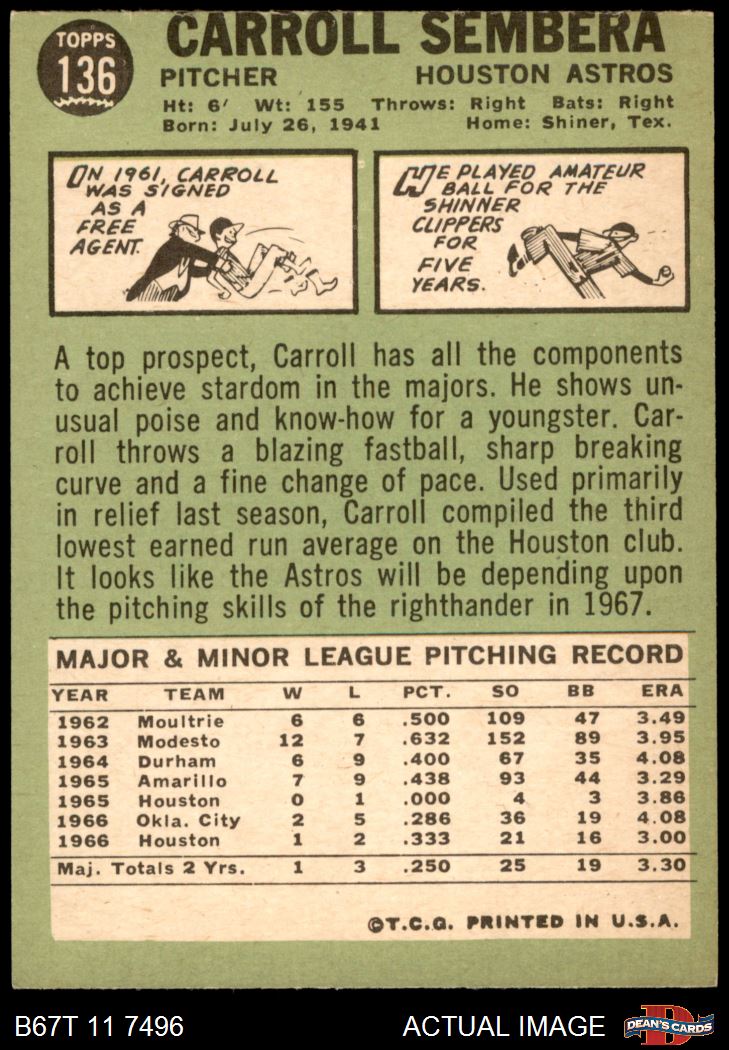 TOPPS
136
CARROLL SEMBERA
PITCHER HOUSTON ASTROS
Ht: 6' Wt: 155 Throws: Right Bats: Right
Born: July 26, 1941 Home: Shiner, Tex.
IN 1961, CARROLL
WAS SIGNED
AS A
FREE
AGENT.
HE PLAYED AMATEUR
BALL FOR THE
SHINNER
CLIPPERS
FOR
FIVE
YEARS.
A top prospect, Carroll has all the components
to achieve stardom in the majors. He shows un-
usual poise and know-how for a youngster. Car-
roll throws a blazing fastball, sharp breaking
curve and a fine change of pace. Used primarily
in relief last season, Carroll compiled the third
lowest earned run average on the Houston club.
It looks like the Astros will be depending upon
the pitching skills of the righthander in 1967.
MAJOR & MINOR LEAGUE PITCHING RECORD
YEAR TEAM W L PCT. SO BB ERA
1962 Moultrie 6 6 .500 109 47 3.49
1963 Modesto 12 7 .632 152 89 3.95
1964 Durham 6 9 .400 67 35 4.08
1965 Amarillo 7 9 .438 93 44 3.29
1965 Houston 0 1 .000 4 3 3.86
1966 Okla. City 2 5 .286 36 19 4.08
1966 Houston 1 2 .333 21 16 3.00
Maj. Totals 2 Yrs. 1 3 .250 25 19 3.30
©T.C.G. PRINTED IN U.S.A.
B67T 11 7496 ACTUAL IMAGE
D
DEAN'S CARDS